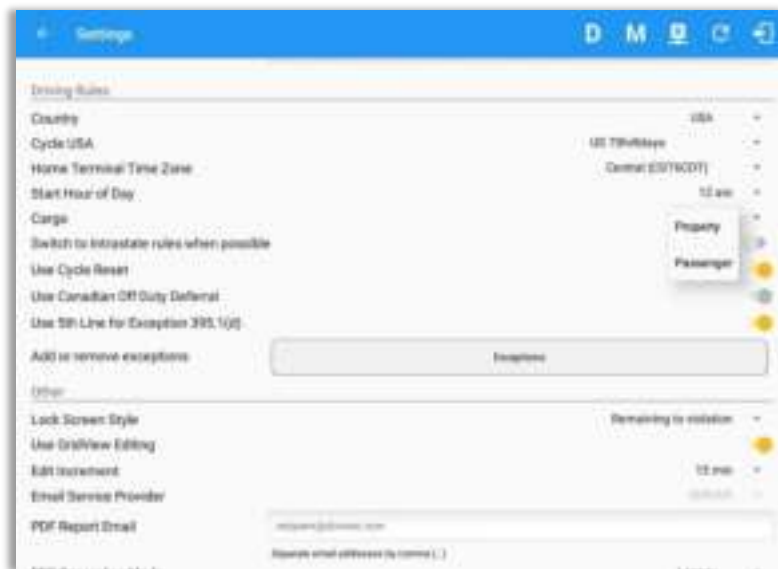 Settings D M
Driving Rules
Country USA
Cycle USA US 70hr/8days
Home Terminal Time Zone Central (CST6CDT)
Start Hour of Day 12 am
Cargo
Property
Switch to intrastate rules when possible
Passenger
Use Cycle Reset
Use Canadian Off Duty Deferral
Use 5th Line for Exception 395.1(d)
Add or remove exceptions Exceptions
Other
Lock Screen Style Remaining to violation
Use GridView Editing
Edit Increment 15 min
Email Service Provider
PDF Report Email
Separate email addresses by comma (,)